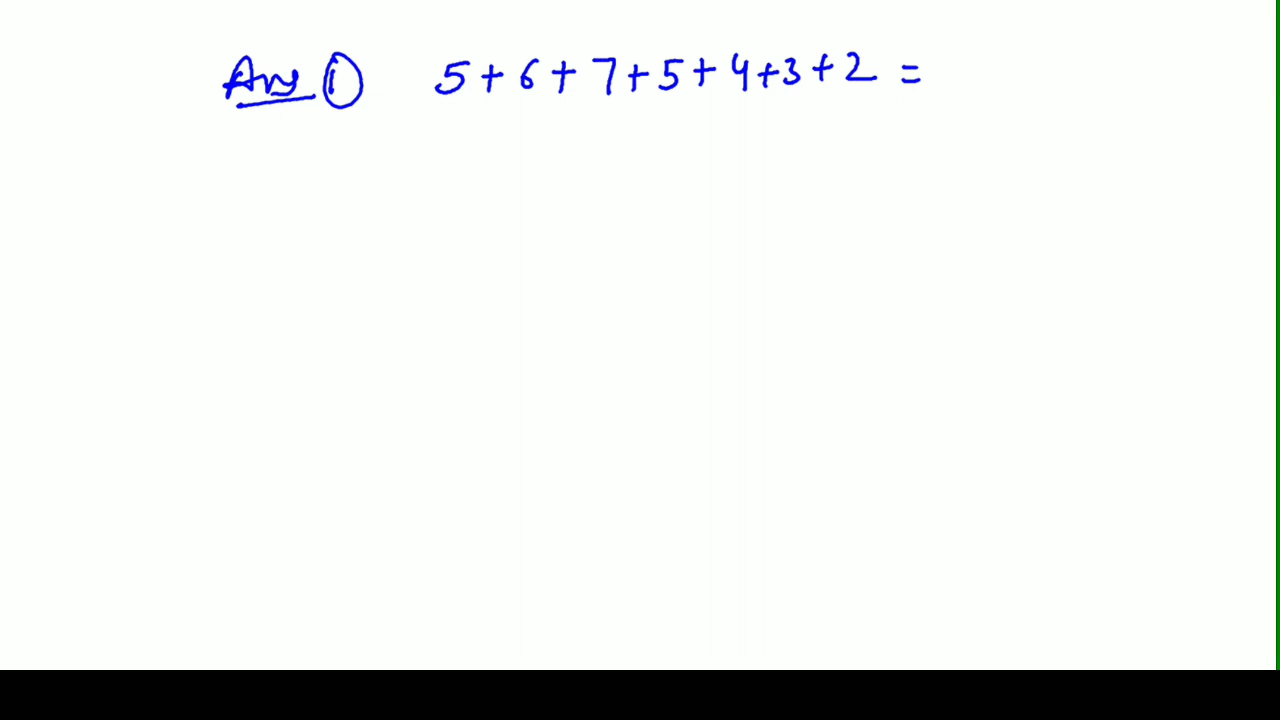 Ans ① 5 + 6 + 7 + 5 + 4 + 3 + 2 =